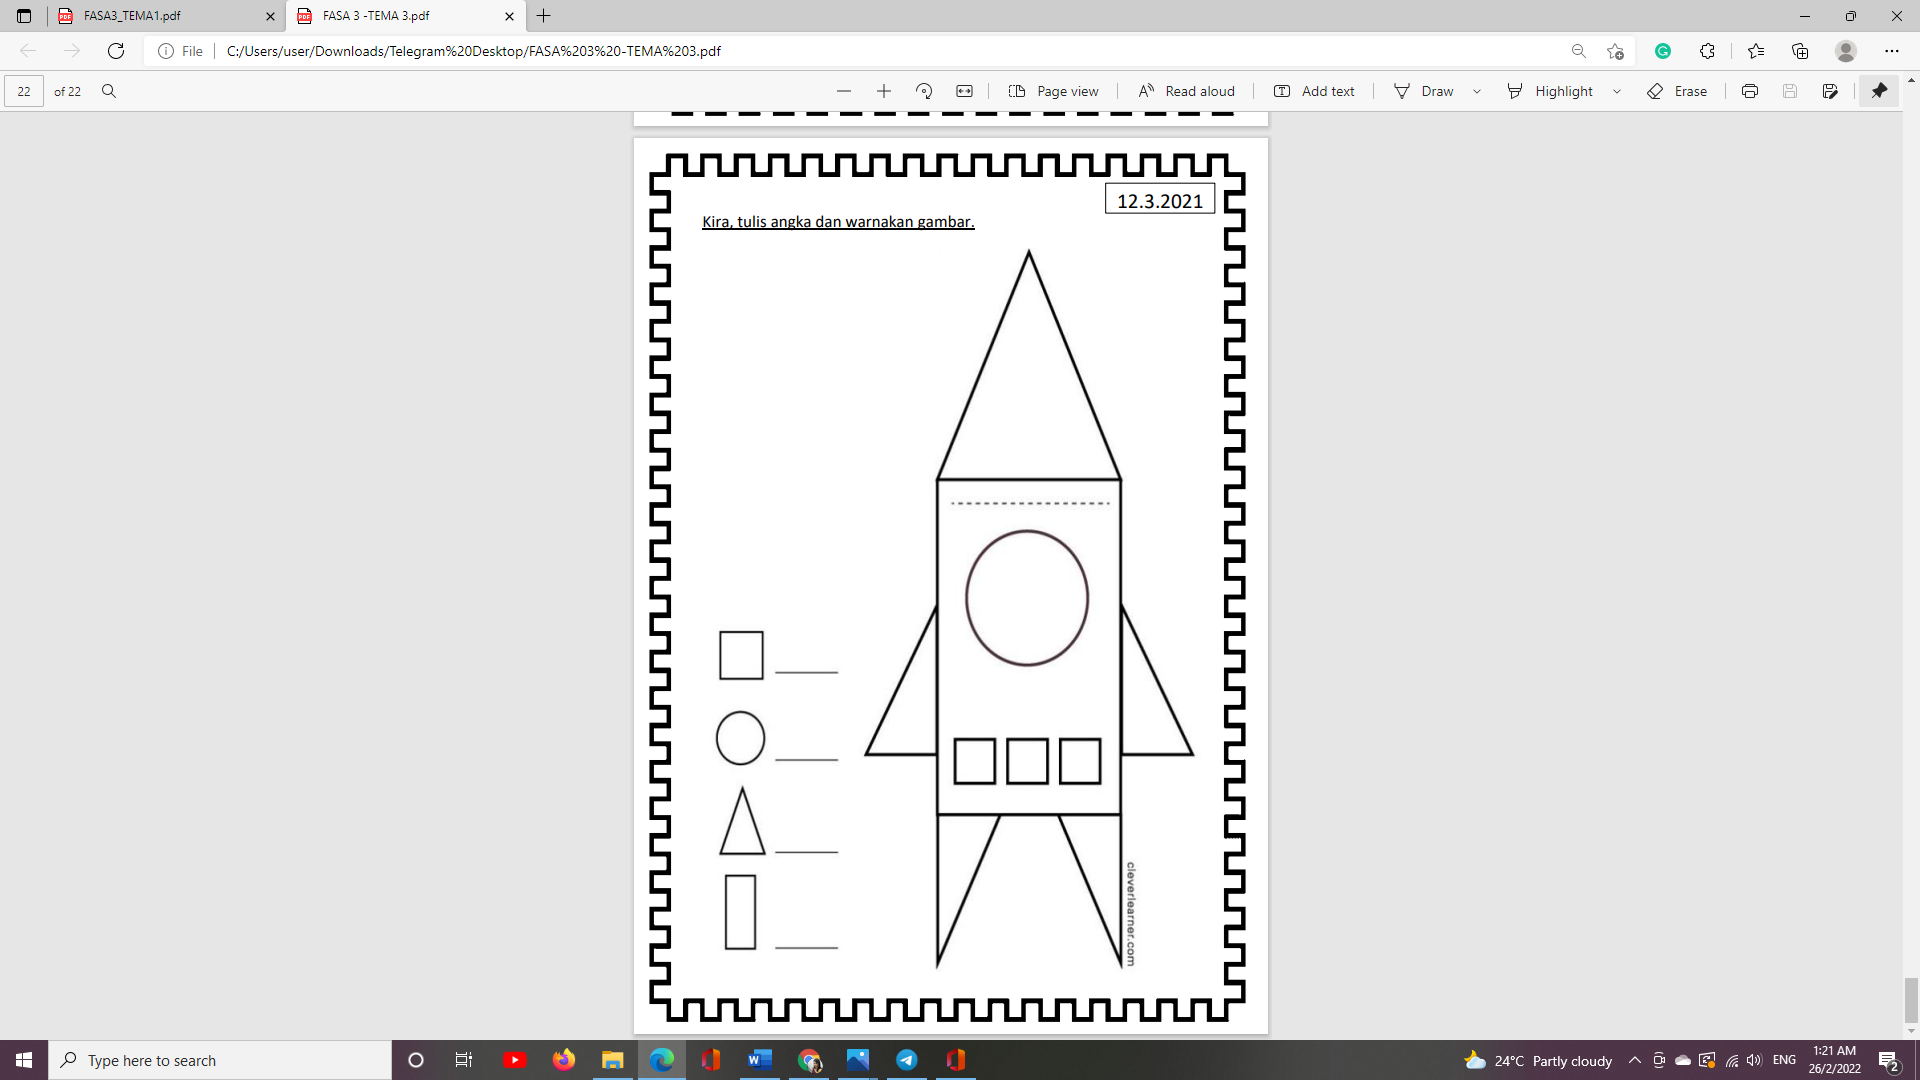 FASA3_TEMA1.pdf
FASA 3 -TEMA 3.pdf
File
C:/Users/user/Downloads/Telegram%20Desktop/FASA%203%20-TEMA%203.pdf
22 of 22
Page view
Read aloud
Add text
Draw
Highlight
Erase
12.3.2021
Kira, tulis angka dan warnakan gambar.
cleverlearner.com
Type here to search
24°C Partly cloudy
ENG
1:21 AM
26/2/2022
2